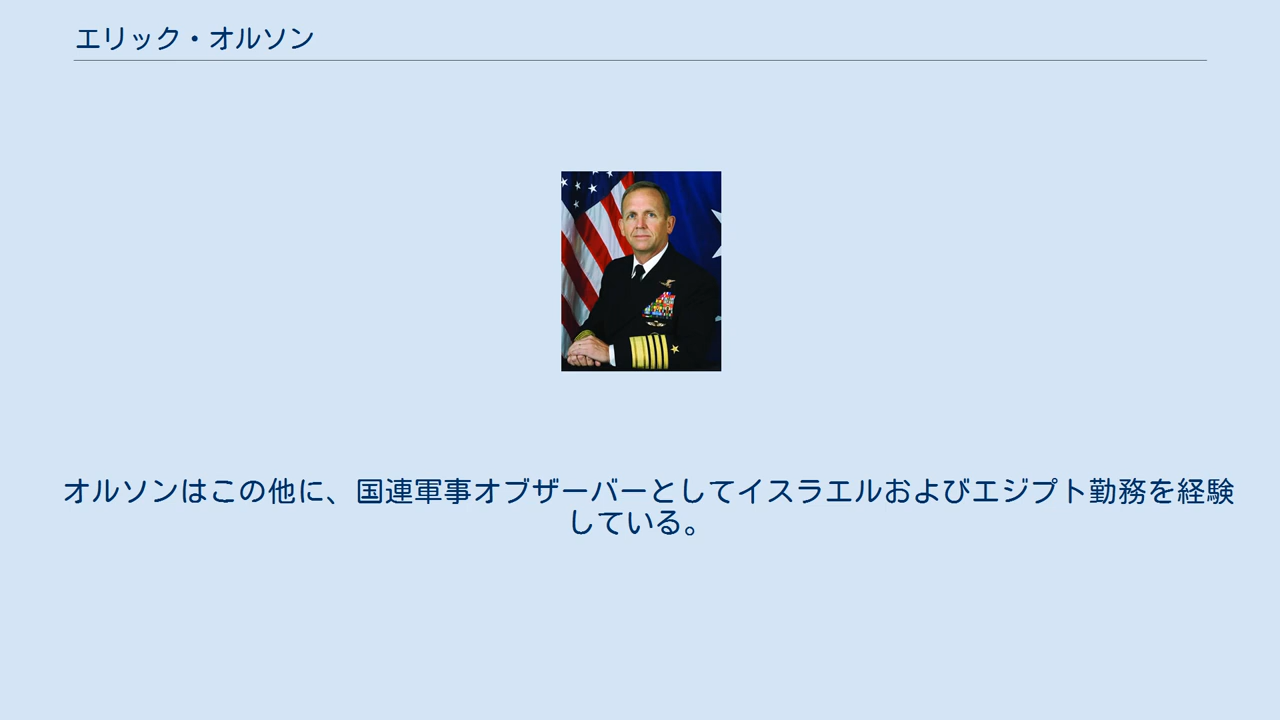 エリック・オルソン
オルソンはこの他に、国連軍事オブザーバーとしてイスラエルおよびエジプト勤務を経験
している。